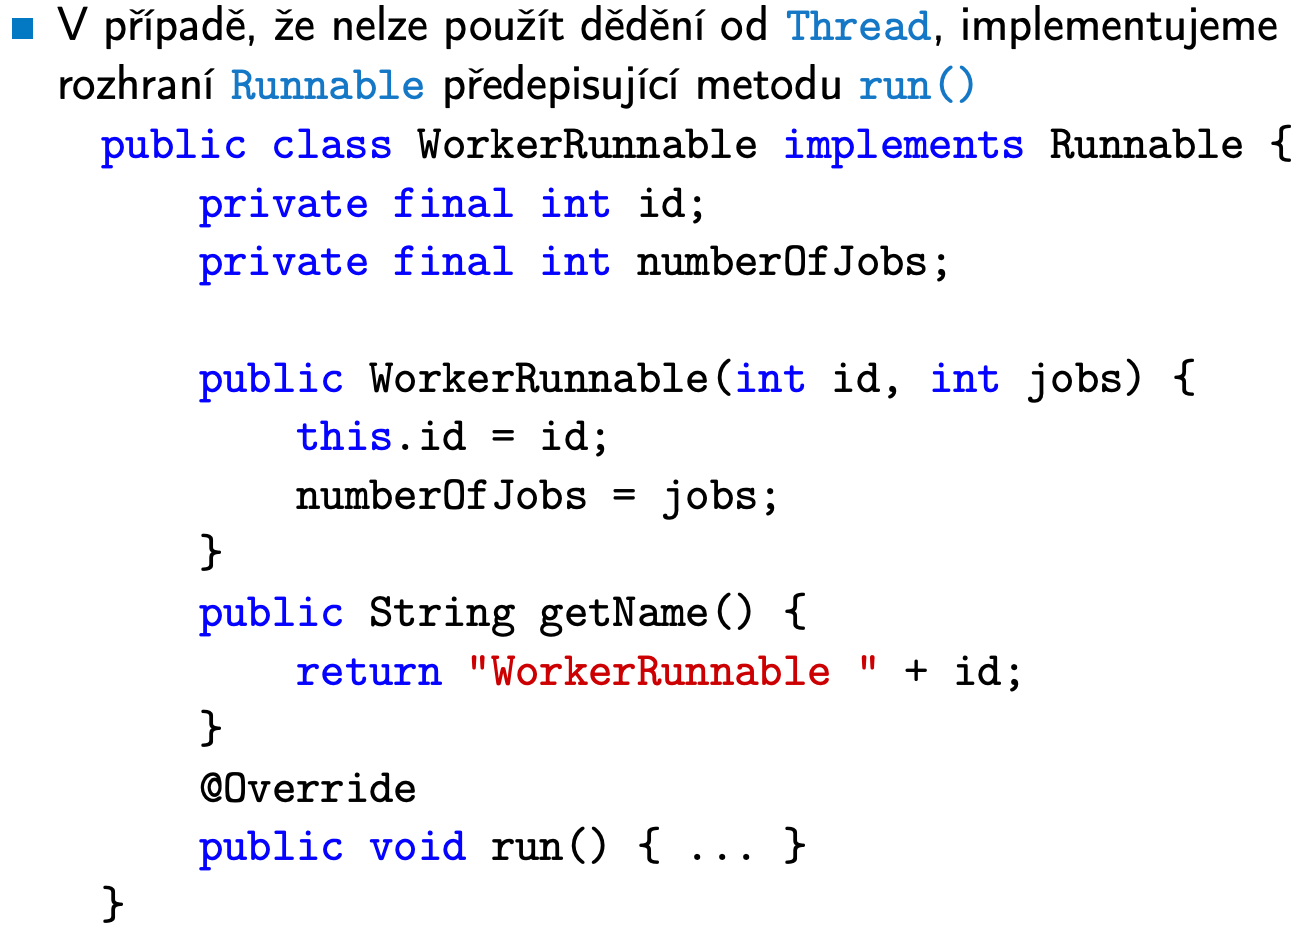 V případě, že nelze použít dědění od Thread, implementujeme
rozhraní Runnable předepisující metodu run()
public class WorkerRunnable implements Runnable {
    private final int id;
    private final int numberOfJobs;

    public WorkerRunnable(int id, int jobs) {
        this.id = id;
        numberOfJobs = jobs;
    }
    public String getName() {
        return "WorkerRunnable " + id;
    }
    @Override
    public void run() { ... }
}